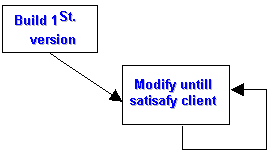 Build 1St.
version
Modify untill
satisafy client